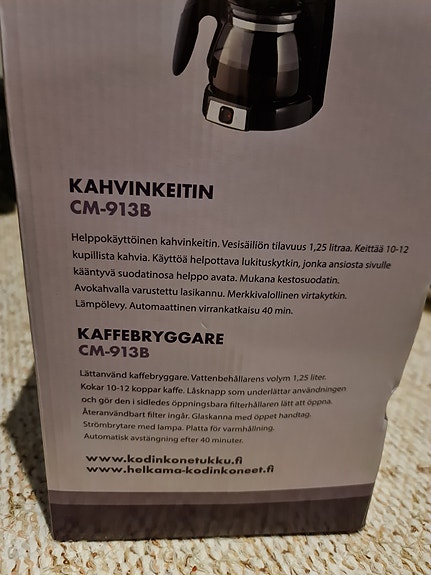 KAHVINKEITIN
CM-913B
Helppokäyttöinen kahvinkeitin. Vesisäiliön tilavuus 1,25 litraa. Keittää 10-12
kupillista kahvia. Käyttöä helpottava lukituskytkin, jonka ansiosta sivulle
kääntyvä suodatinosa helppo avata. Mukana kestosuodatin.
Avokahvalla varustettu lasikannu. Merkkivalollinen virtakytkin.
Lämpölevy. Automaattinen virrankatkaisu 40 min.
KAFFEBRYGGARE
CM-913B
Lättanvänd kaffebryggare. Vattenbehållarens volym 1,25 liter.
Kokar 10-12 koppar kaffe. Låsknapp som underlättar användningen
och gör den i sidledes öppningsbara filterhållaren lätt att öppna.
Återanvändbart filter ingår. Glaskanna med öppet handtag.
Strömbrytare med lampa. Platta för varmhållning.
Automatisk avstängning efter 40 minuter.
www.kodinkonetukku.fi
www.helkama-kodinkoneet.fi